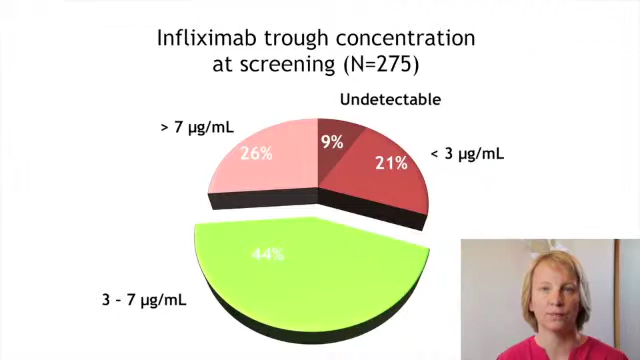 Infliximab trough concentration
at screening (N=275)
Undetectable
> 7 µg/mL
9%
26%
21%
< 3 µg/mL
44%
3 – 7 µg/mL